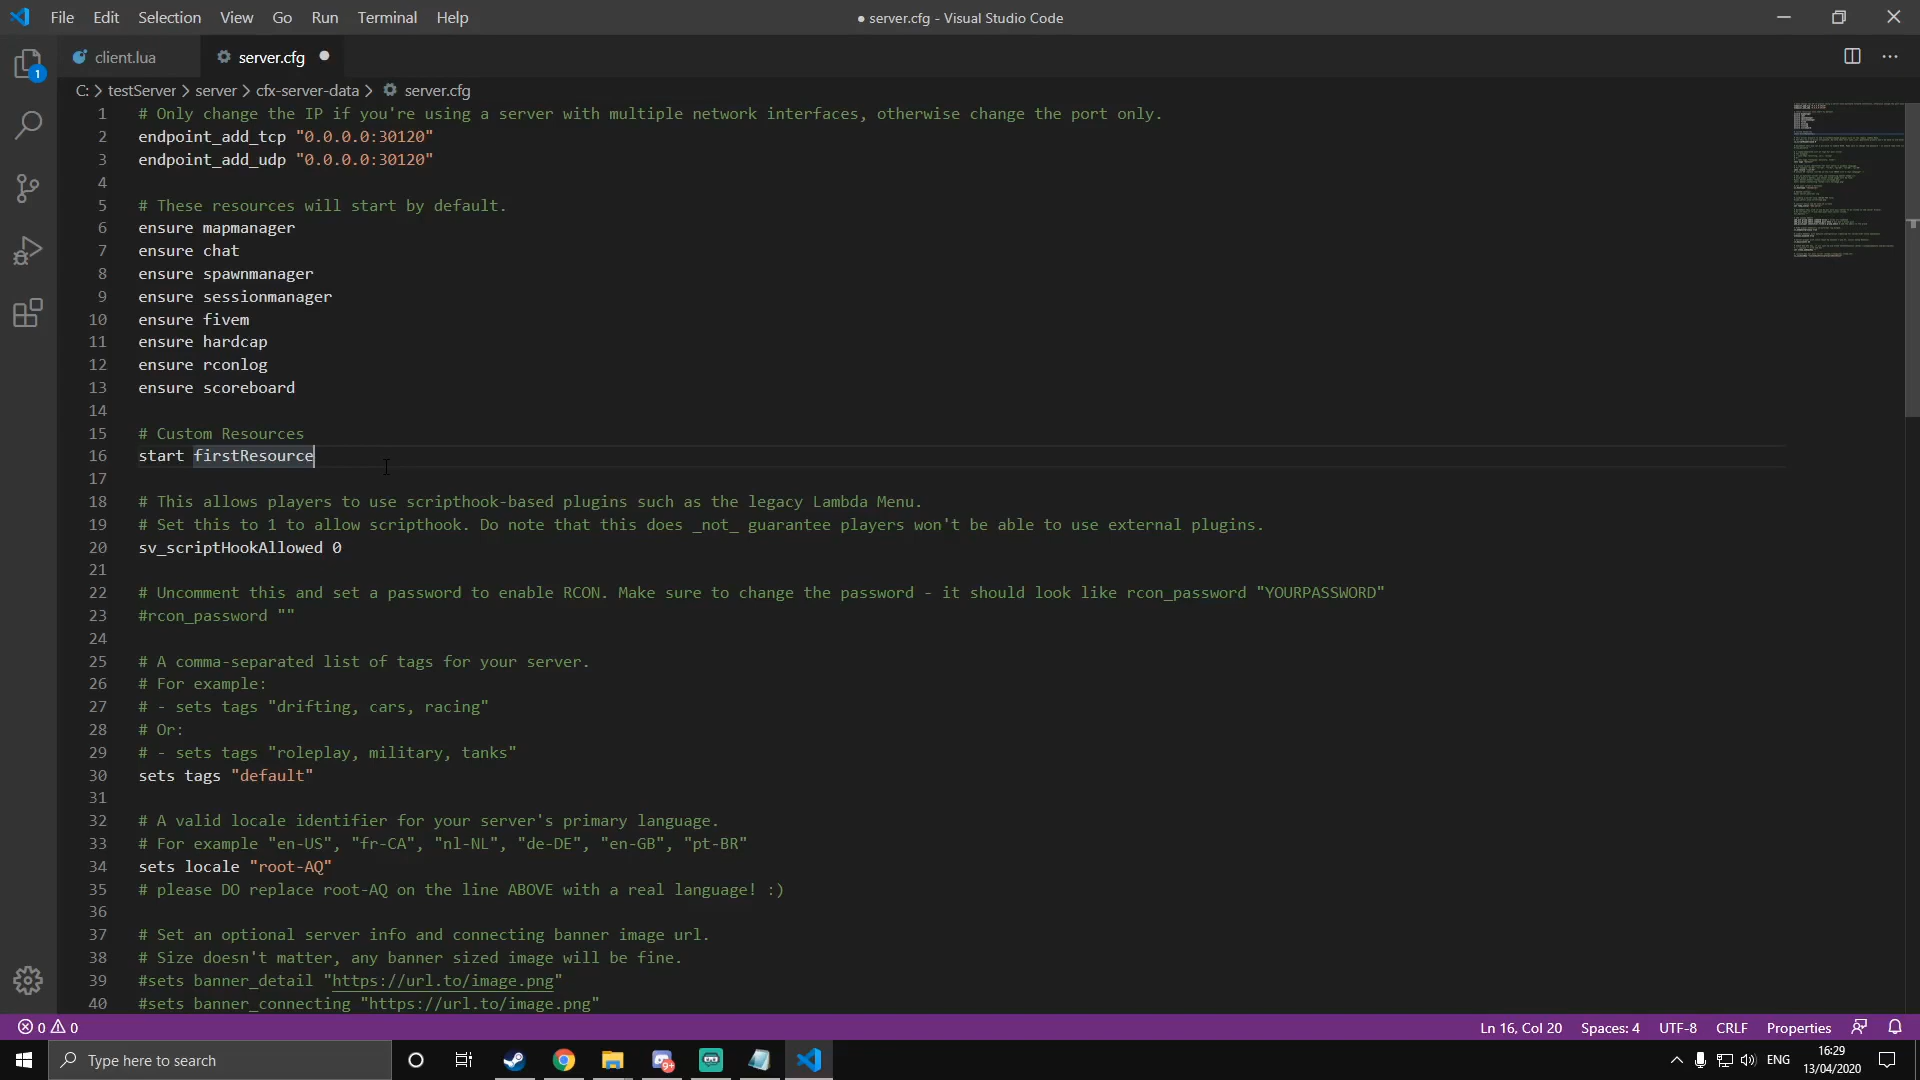 File Edit Selection View Go Run Terminal Help
● server.cfg - Visual Studio Code
client.lua
server.cfg ●
C: > testServer > server > cfx-server-data > server.cfg
1 # Only change the IP if you're using a server with multiple network interfaces, otherwise change the port only.
2 endpoint_add_tcp "0.0.0.0:30120"
3 endpoint_add_udp "0.0.0.0:30120"
4
5 # These resources will start by default.
6 ensure mapmanager
7 ensure chat
8 ensure spawnmanager
9 ensure sessionmanager
10 ensure fivem
11 ensure hardcap
12 ensure rconlog
13 ensure scoreboard
14
15 # Custom Resources
16 start firstResource
17
18 # This allows players to use scripthook-based plugins such as the legacy Lambda Menu.
19 # Set this to 1 to allow scripthook. Do note that this does _not_ guarantee players won't be able to use external plugins.
20 sv_scriptHookAllowed 0
21
22 # Uncomment this and set a password to enable RCON. Make sure to change the password - it should look like rcon_password "YOURPASSWORD"
23 #rcon_password ""
24
25 # A comma-separated list of tags for your server.
26 # For example:
27 # - sets tags "drifting, cars, racing"
28 # Or:
29 # - sets tags "roleplay, military, tanks"
30 sets tags "default"
31
32 # A valid locale identifier for your server's primary language.
33 # For example "en-US", "fr-CA", "nl-NL", "de-DE", "en-GB", "pt-BR"
34 sets locale "root-AQ"
35 # please DO replace root-AQ on the line ABOVE with a real language! :)
36
37 # Set an optional server info and connecting banner image url.
38 # Size doesn't matter, any banner sized image will be fine.
39 #sets banner_detail "https://url.to/image.png"
40 #sets banner_connecting "https://url.to/image.png"
1
0 0
Ln 16, Col 20 Spaces: 4 UTF-8 CRLF Properties
Type here to search
9+
ENG
16:29
13/04/2020